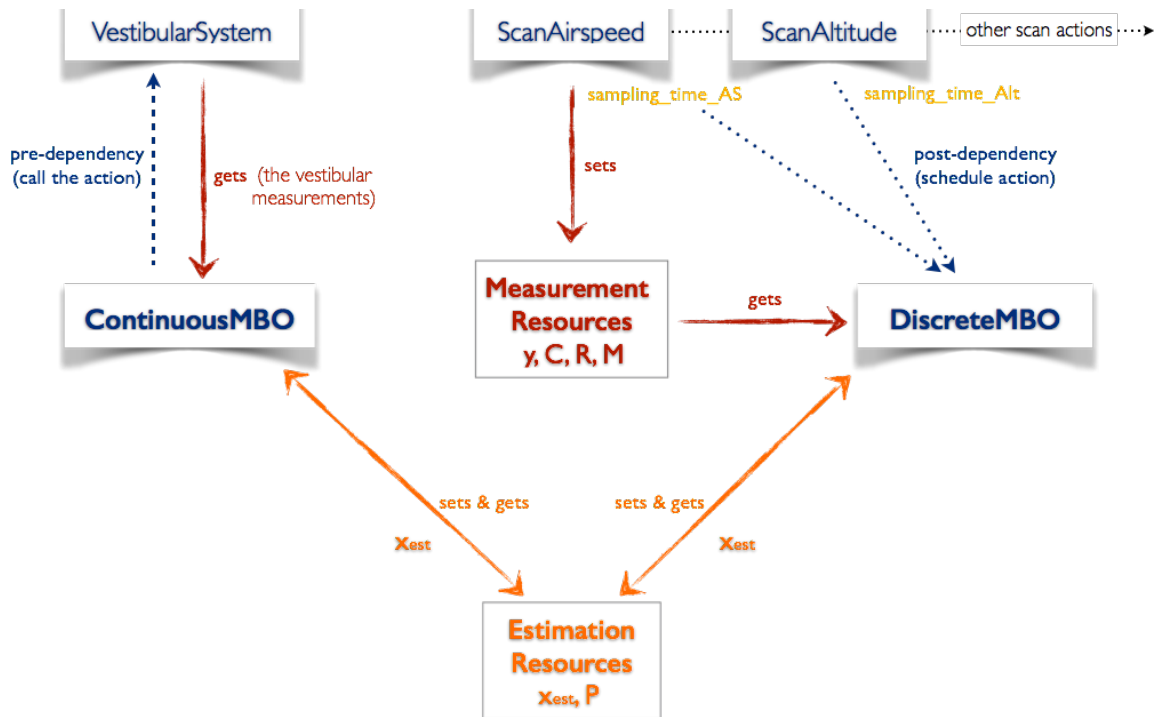 VestibularSystem
ScanAirspeed
ScanAltitude
other scan actions
sampling_time_AS
sampling_time_Alt
pre-dependency
(call the action)
gets (the vestibular
measurements)
sets
post-dependency
(schedule action)
ContinuousMBO
Measurement
Resources
y, C, R, M
gets
DiscreteMBO
sets & gets
sets & gets
xest
xest
Estimation
Resources
xest, P